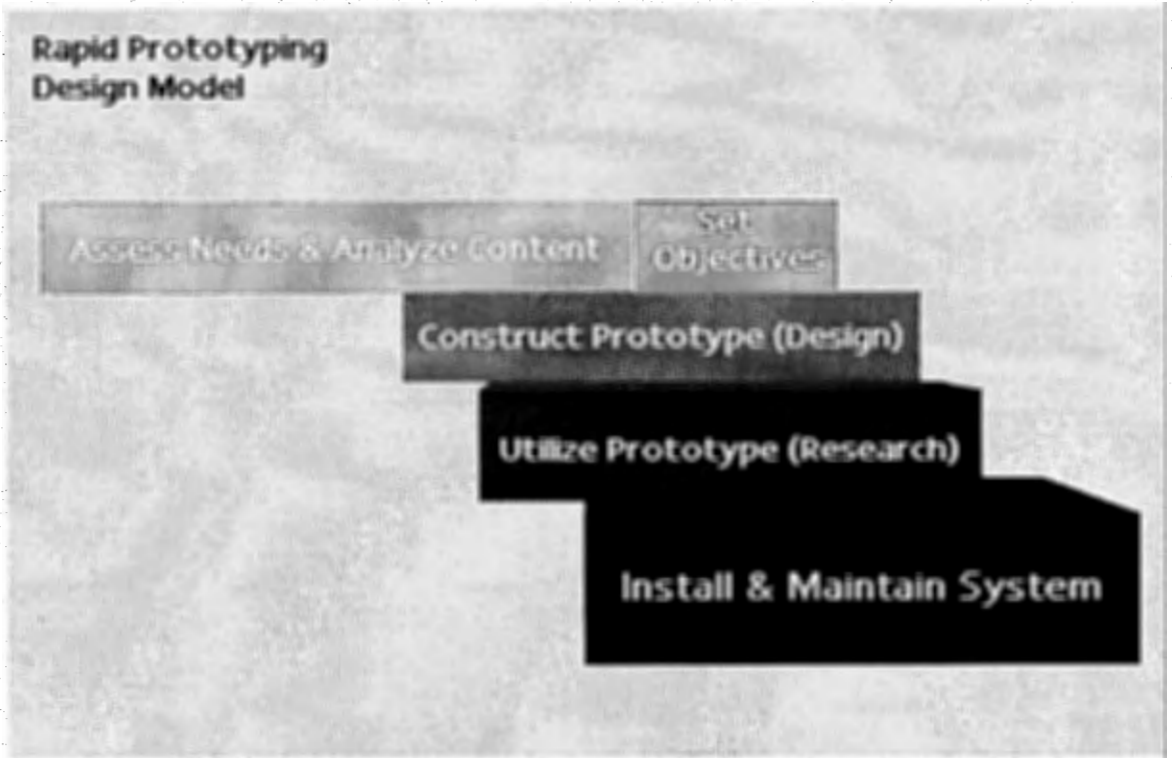 Rapid Prototyping
Design Model
Assess Needs & Analyze Content
Set
Objectives
Construct Prototype (Design)
Utilize Prototype (Research)
Install & Maintain System